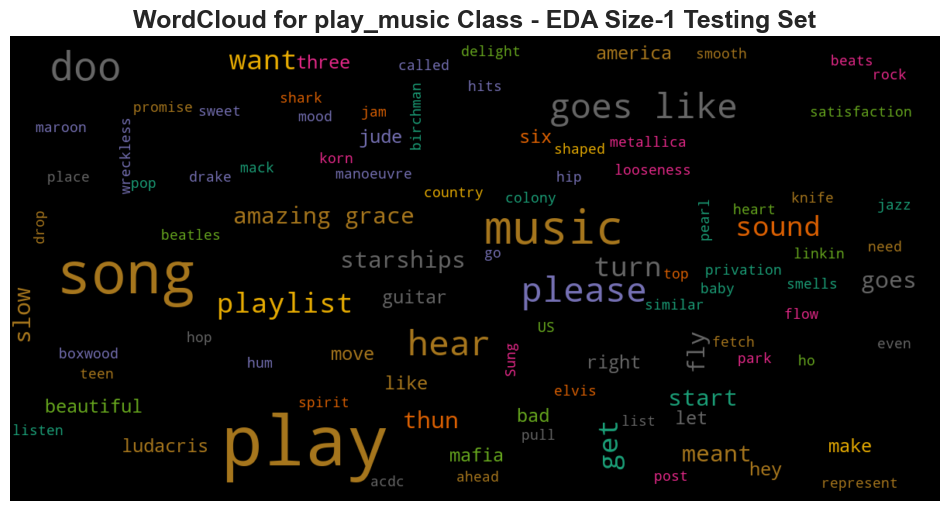 WordCloud for play_music Class - EDA Size-1 Testing Set
doo
want
three
called
delight
america
smooth
beats
rock
hits
shark
promise
sweet
mood
jam
birchman
goes like
satisfaction
maroon
wreckless
jude
six
shaped
metallica
korn
looseness
place
pop
drake
mack
manoeuvre
hip
country
colony
knife
jazz
drop
beatles
amazing grace
music
pearl
heart
sound
song
starships
go
turn
top
privation
linkin
need
goes
slow
playlist
guitar
please
baby
smells
similar
flow
US
hop
boxwood
hum
move
hear
Sung
right
fly
fetch
park
ho
even
teen
like
elvis
beautiful
spirit
thun
bad
start
list
let
listen
ludacris
play
pull
mafia
get
meant
hey
make
acdc
ahead
post
represent